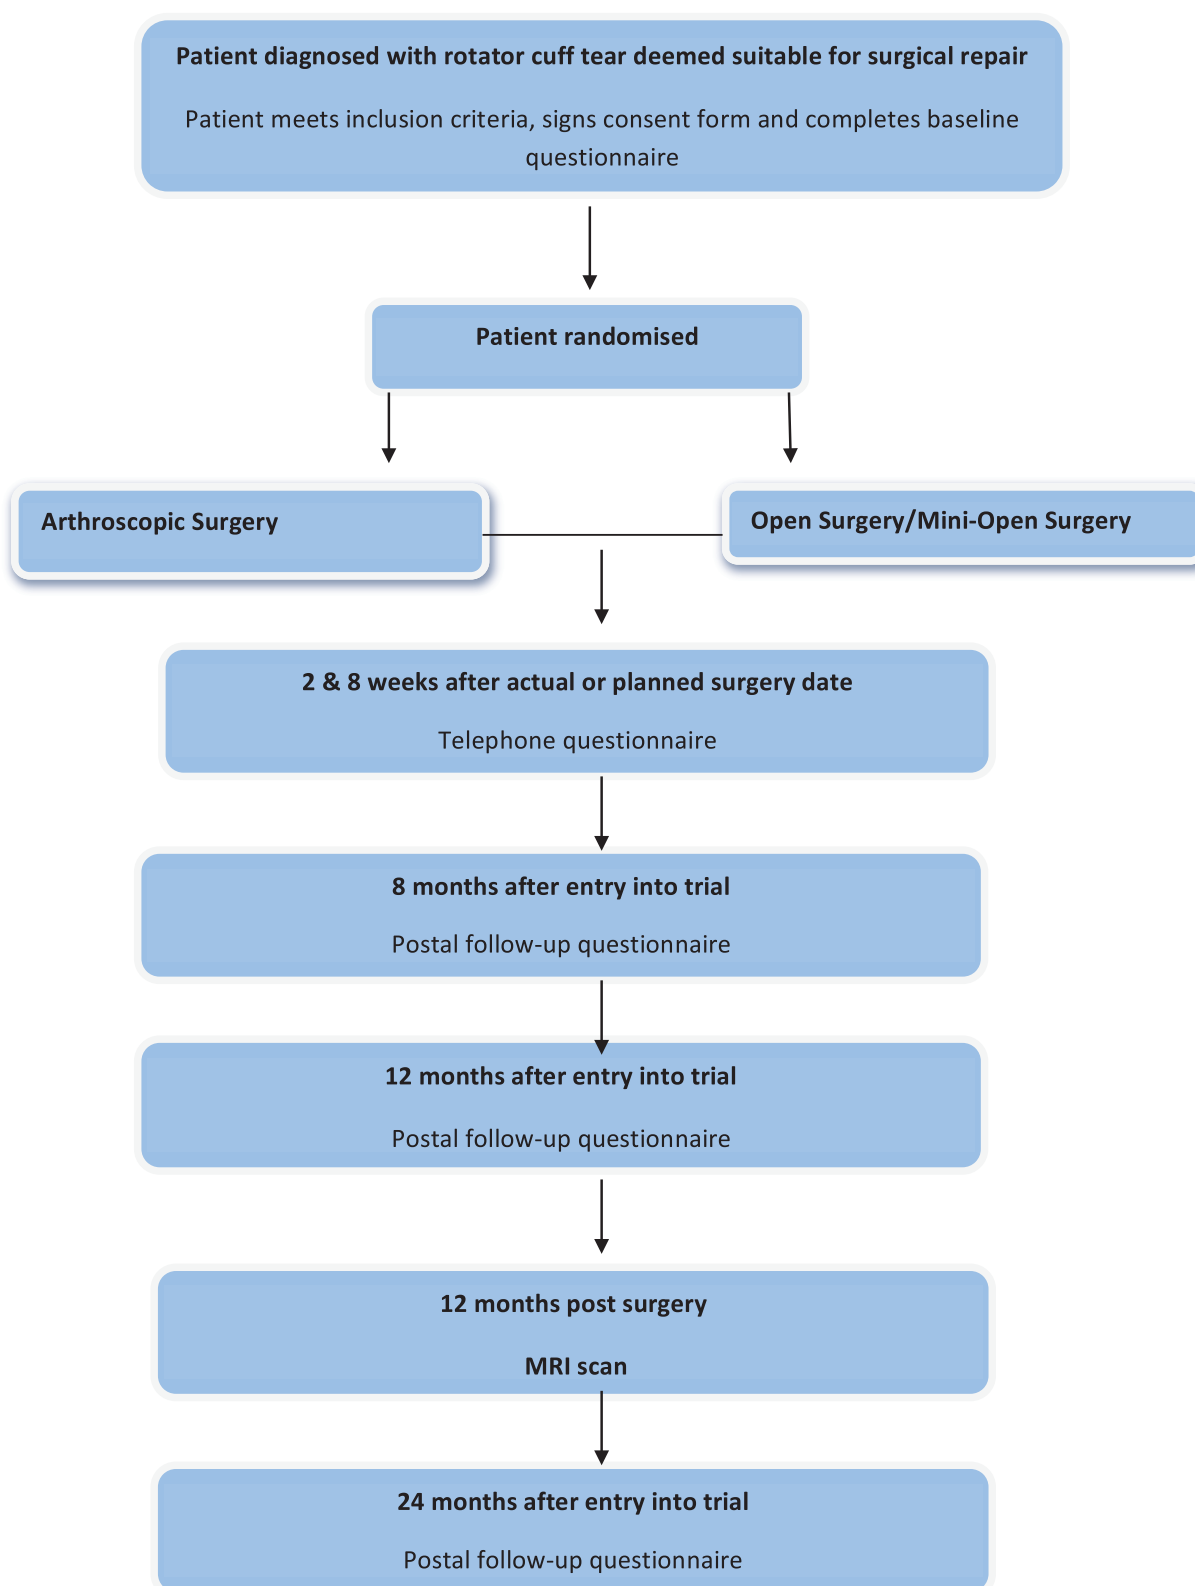 Patient diagnosed with rotator cuff tear deemed suitable for surgical repair
Patient meets inclusion criteria, signs consent form and completes baseline
questionnaire
Patient randomised
Arthroscopic Surgery
Open Surgery/Mini-Open Surgery
2 & 8 weeks after actual or planned surgery date
Telephone questionnaire
8 months after entry into trial
Postal follow-up questionnaire
12 months after entry into trial
Postal follow-up questionnaire
12 months post surgery
MRI scan
24 months after entry into trial
Postal follow-up questionnaire